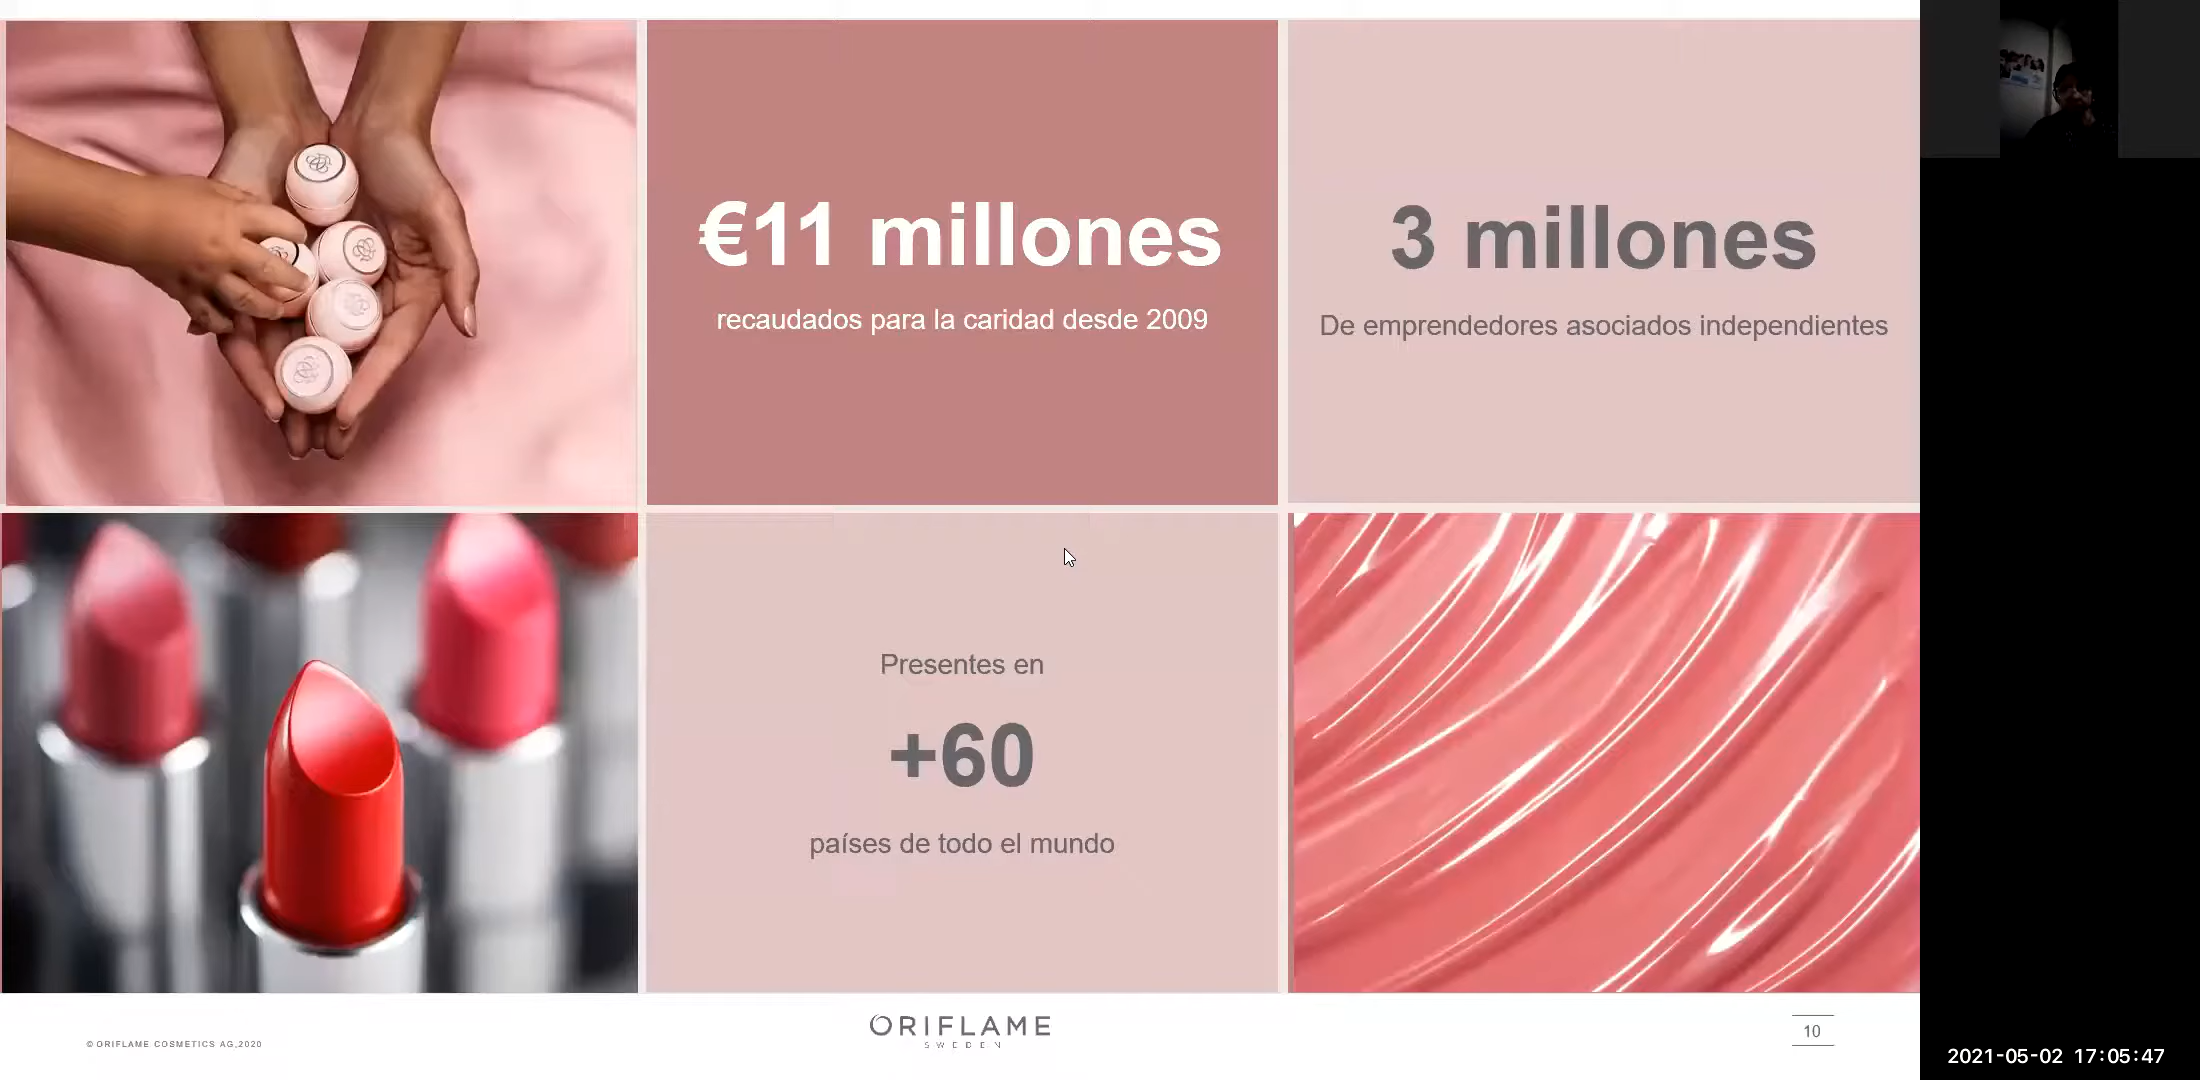 €11 millones
recaudados para la caridad desde 2009
3 millones
De emprendedores asociados independientes
Presentes en
+60
países de todo el mundo
© ORIFLAME COSMETICS AG,2020
ORIFLAME
SWEDEN
10
2021-05-02 17:05:47